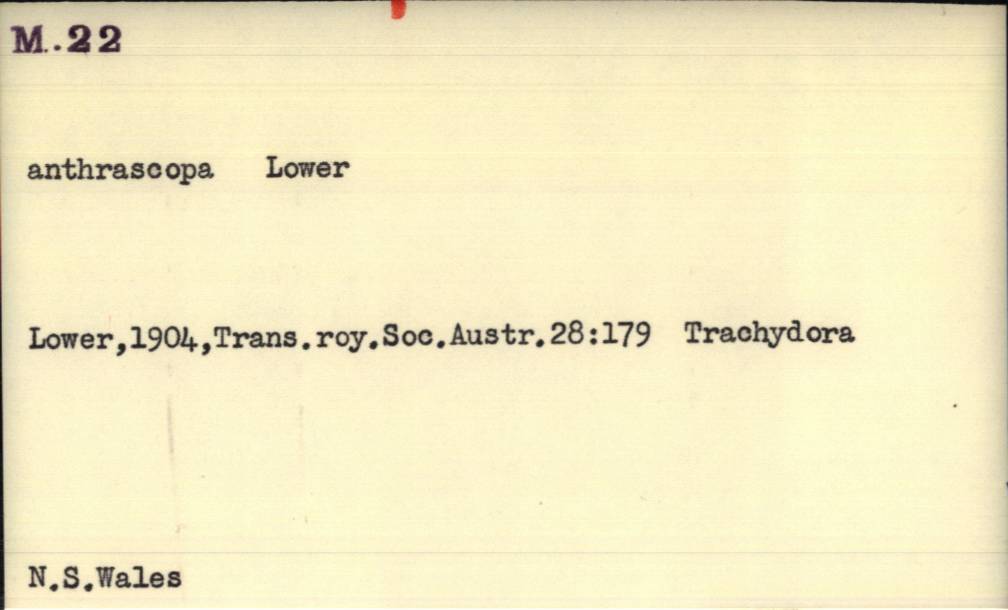 M.22
anthrascopa Lower
Lower,1904,Trans.roy.Soc.Austr.28:179 Trachydora
N.S.Wales